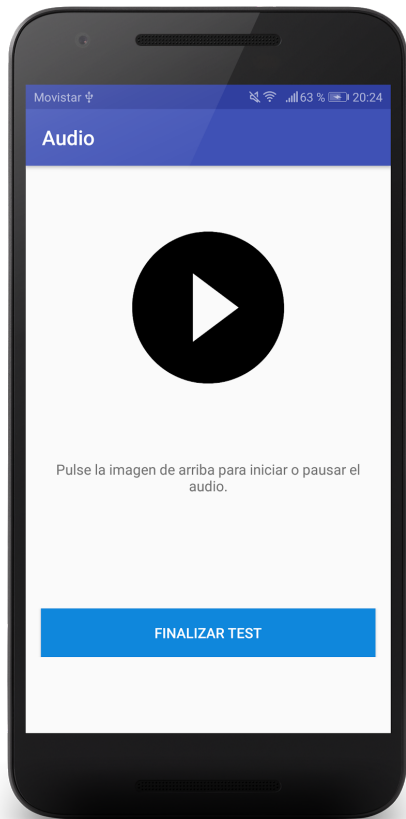 Movistar 63 % 20:24
Audio
Pulse la imagen de arriba para iniciar o pausar el
audio.
FINALIZAR TEST